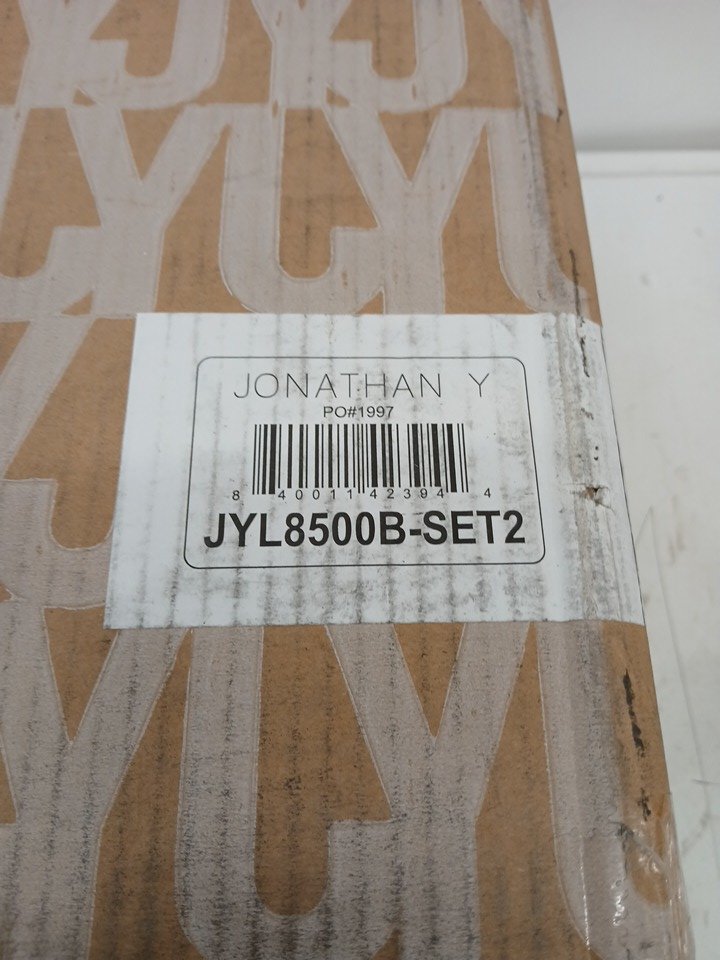 JONATHAN Y
PO#1997
8 40011 42394 4
JYL8500B-SET2